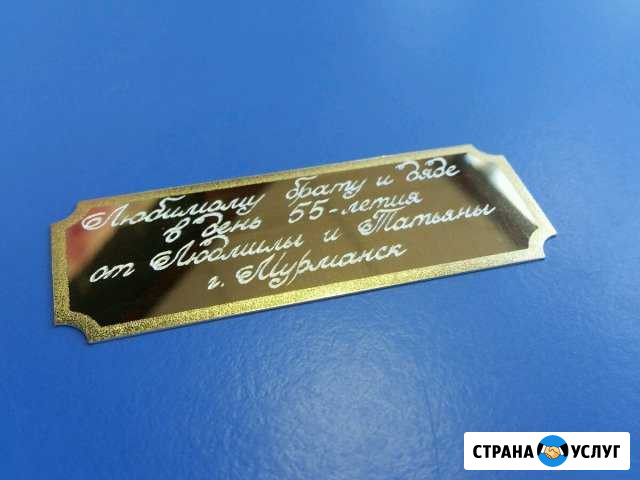 Любимому брату и дяде
в день 55-летия
от Людмилы и Татьяны
г. Мурманск
СТРАНА УСЛУГ